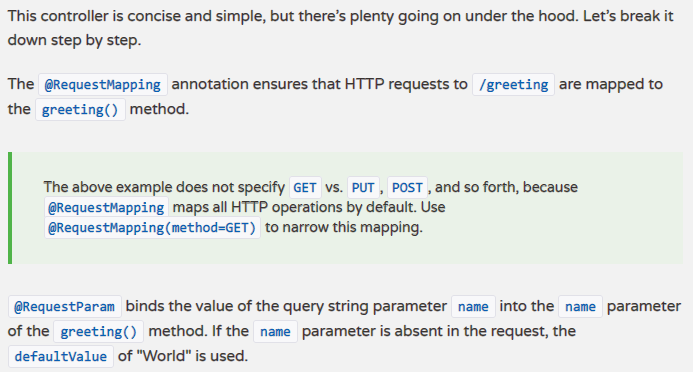 This controller is concise and simple, but there’s plenty going on under the hood. Let’s break it
down step by step.
The @RequestMapping annotation ensures that HTTP requests to /greeting are mapped to
the greeting() method.
The above example does not specify GET vs. PUT, POST, and so forth, because
@RequestMapping maps all HTTP operations by default. Use
@RequestMapping(method=GET) to narrow this mapping.
@RequestParam binds the value of the query string parameter name into the name parameter
of the greeting() method. If the name parameter is absent in the request, the
defaultValue of "World" is used.